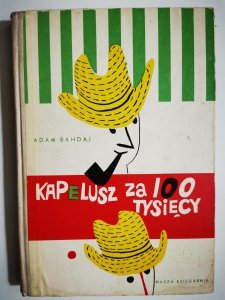 ADAM BAHDAJ
KAPELUSZ za 100
TYSIĘCY
NASZA KSIĘGARNIA